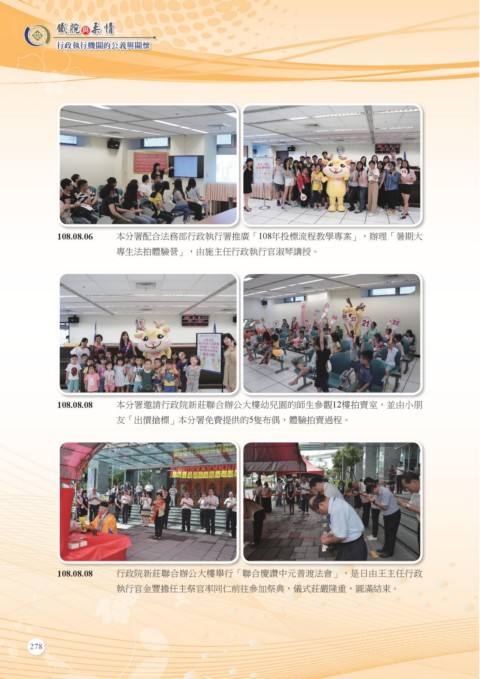 鐵腕與柔情
行政執行機關的公義與關懷
108.08.06 本分署配合法務部行政執行署推廣「108年投標流程教學專案」，辦理「暑期大
專生法拍體驗營」，由施主任行政執行官淑琴講授。
108.08.08 本分署邀請行政院新莊聯合辦公大樓幼兒園的師生參觀12樓拍賣室，並由小朋
友「出價搶標」本分署免費提供的5隻布偶，體驗拍賣過程。
108.08.08 行政院新莊聯合辦公大樓舉行「聯合慶讚中元普渡法會」，是日由王主任行政
執行官金豐擔任主祭官率同仁前往參加祭典，儀式莊嚴隆重，圓滿結束。
278